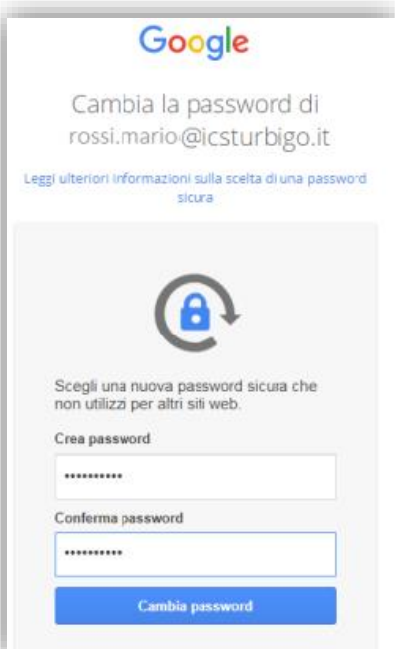 Google
Cambia la password di
rossi.mario@icsturbigo.it
Leggi ulteriori informazioni sulla scelta di una password
sicura
Scegli una nuova password sicura che
non utilizzi per altri siti web.
Crea password
••••••••••
Conferma password
••••••••••
Cambia password